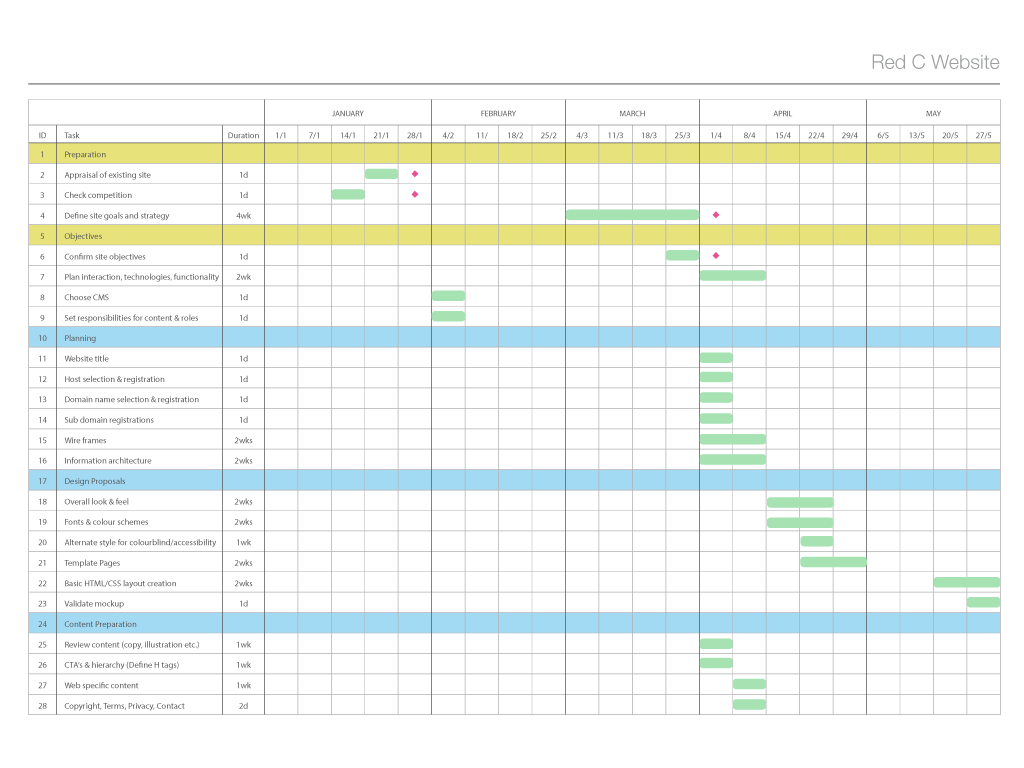 Red C Website
JANUARY FEBRUARY MARCH APRIL MAY
ID Task Duration 1/1 7/1 14/1 21/1 28/1 4/2 11/ 18/2 25/2 4/3 11/3 18/3 25/3 1/4 8/4 15/4 22/4 29/4 6/5 13/5 20/5 27/5
1 Preparation
2 Appraisal of existing site 1d
3 Check competition 1d
4 Define site goals and strategy 4wk
5 Objectives
6 Confirm site objectives 1d
7 Plan interaction, technologies, functionality 2wk
8 Choose CMS 1d
9 Set responsibilities for content & roles 1d
10 Planning
11 Website title 1d
12 Host selection & registration 1d
13 Domain name selection & registration 1d
14 Sub domain registrations 1d
15 Wire frames 2wks
16 Information architecture 2wks
17 Design Proposals
18 Overall look & feel 2wks
19 Fonts & colour schemes 2wks
20 Alternate style for colourblind/accessibility 1wk
21 Template Pages 2wks
22 Basic HTML/CSS layout creation 2wks
23 Validate mockup 1d
24 Content Preparation
25 Review content (copy, illustration etc.) 1wk
26 CTA's & hierarchy (Define H tags) 1wk
27 Web specific content 1wk
28 Copyright, Terms, Privacy, Contact 2d